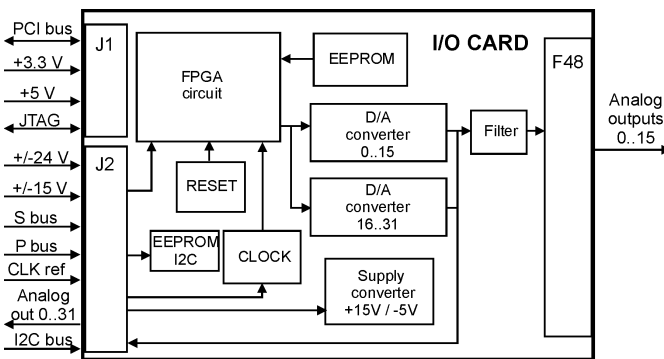 PCI bus
+3.3 V
+5 V
JTAG
+/-24 V
+/-15 V
S bus
P bus
CLK ref
Analog
out 0..31
I2C bus
J1
J2
FPGA
circuit
EEPROM
I/O CARD
F48
D/A
converter
0..15
Filter
Analog
outputs
0..15
RESET
D/A
converter
16..31
EEPROM
I2C
CLOCK
Supply
converter
+15V / -5V